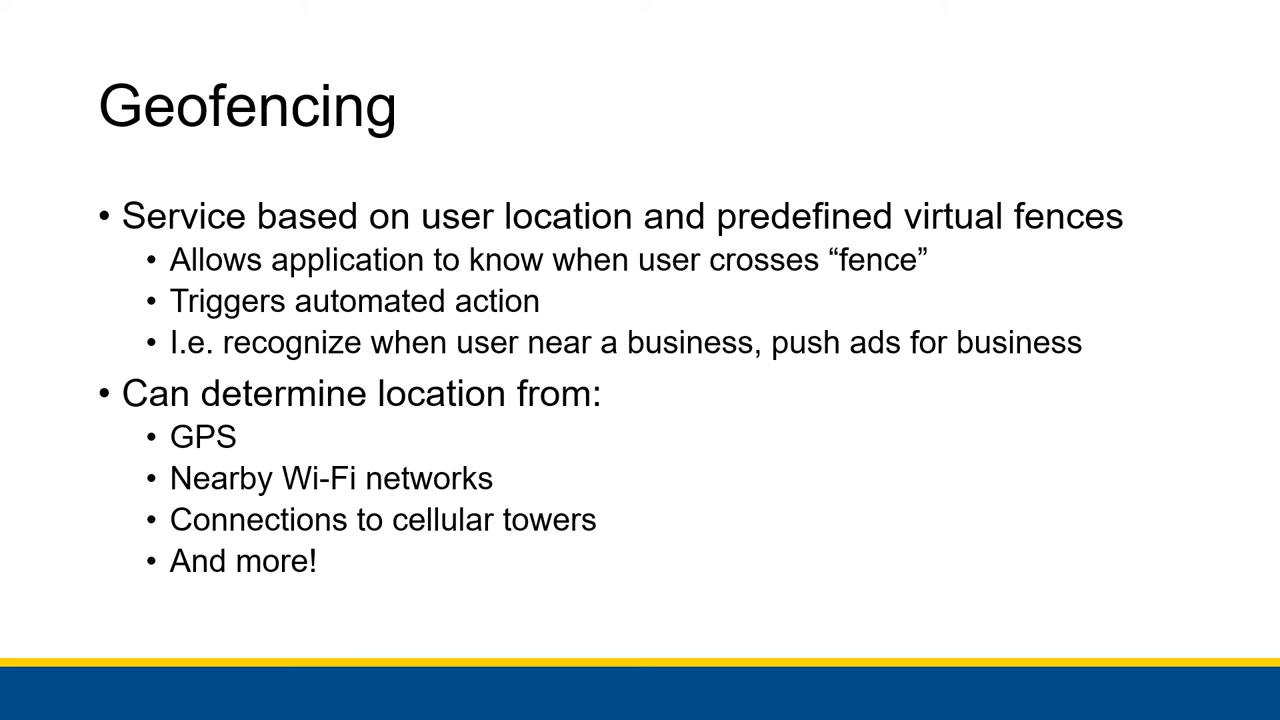 Geofencing
• Service based on user location and predefined virtual fences
• Allows application to know when user crosses “fence”
• Triggers automated action
• I.e. recognize when user near a business, push ads for business
• Can determine location from:
• GPS
• Nearby Wi-Fi networks
• Connections to cellular towers
• And more!